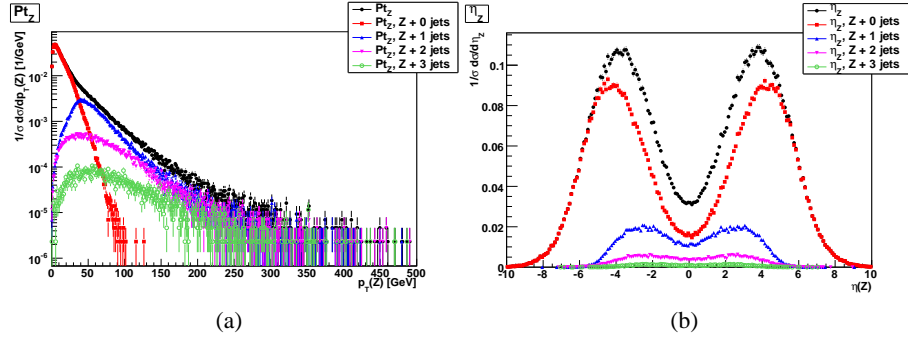 Pt_Z
Pt_Z
Pt_Z, Z + 0 jets
Pt_Z, Z + 1 jets
Pt_Z, Z + 2 jets
Pt_Z, Z + 3 jets
1/σ dσ/dp_T(Z) [1/GeV]
10^-2
10^-3
10^-4
10^-5
10^-6
0 50 100 150 200 250 300 350 400 450 500
p_T(Z) [GeV]
(a)
η_Z
η_Z
η_Z, Z + 0 jets
η_Z, Z + 1 jets
η_Z, Z + 2 jets
η_Z, Z + 3 jets
1/σ dσ/dη_Z
0.1
0.08
0.06
0.04
0.02
0
-10 -8 -6 -4 -2 0 2 4 6 8 10
η(Z)
(b)